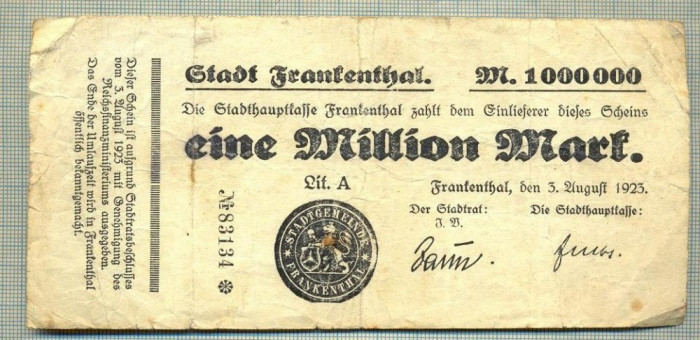 Stadt Frankenthal. M. 1000000
Die Stadthauptkasse Frankenthal zahlt dem Einlieferer dieses Scheins
eine Million Mark.
Lit. A
Frankenthal, den 3. August 1923.
Der Stadtrat: Die Stadthauptkasse:
J. V.
STADTGEMEINDE
FRANKENTHAL
№ 83134 *
Dieser Schein ist aufgrund Stadtratsbeschlusses
vom 3. August 1923 mit Genehmigung des
Reichsfinanzministeriums ausgegeben.
Das Ende der Umlaufzeit wird in Frankenthal
öffentlich bekanntgemacht.